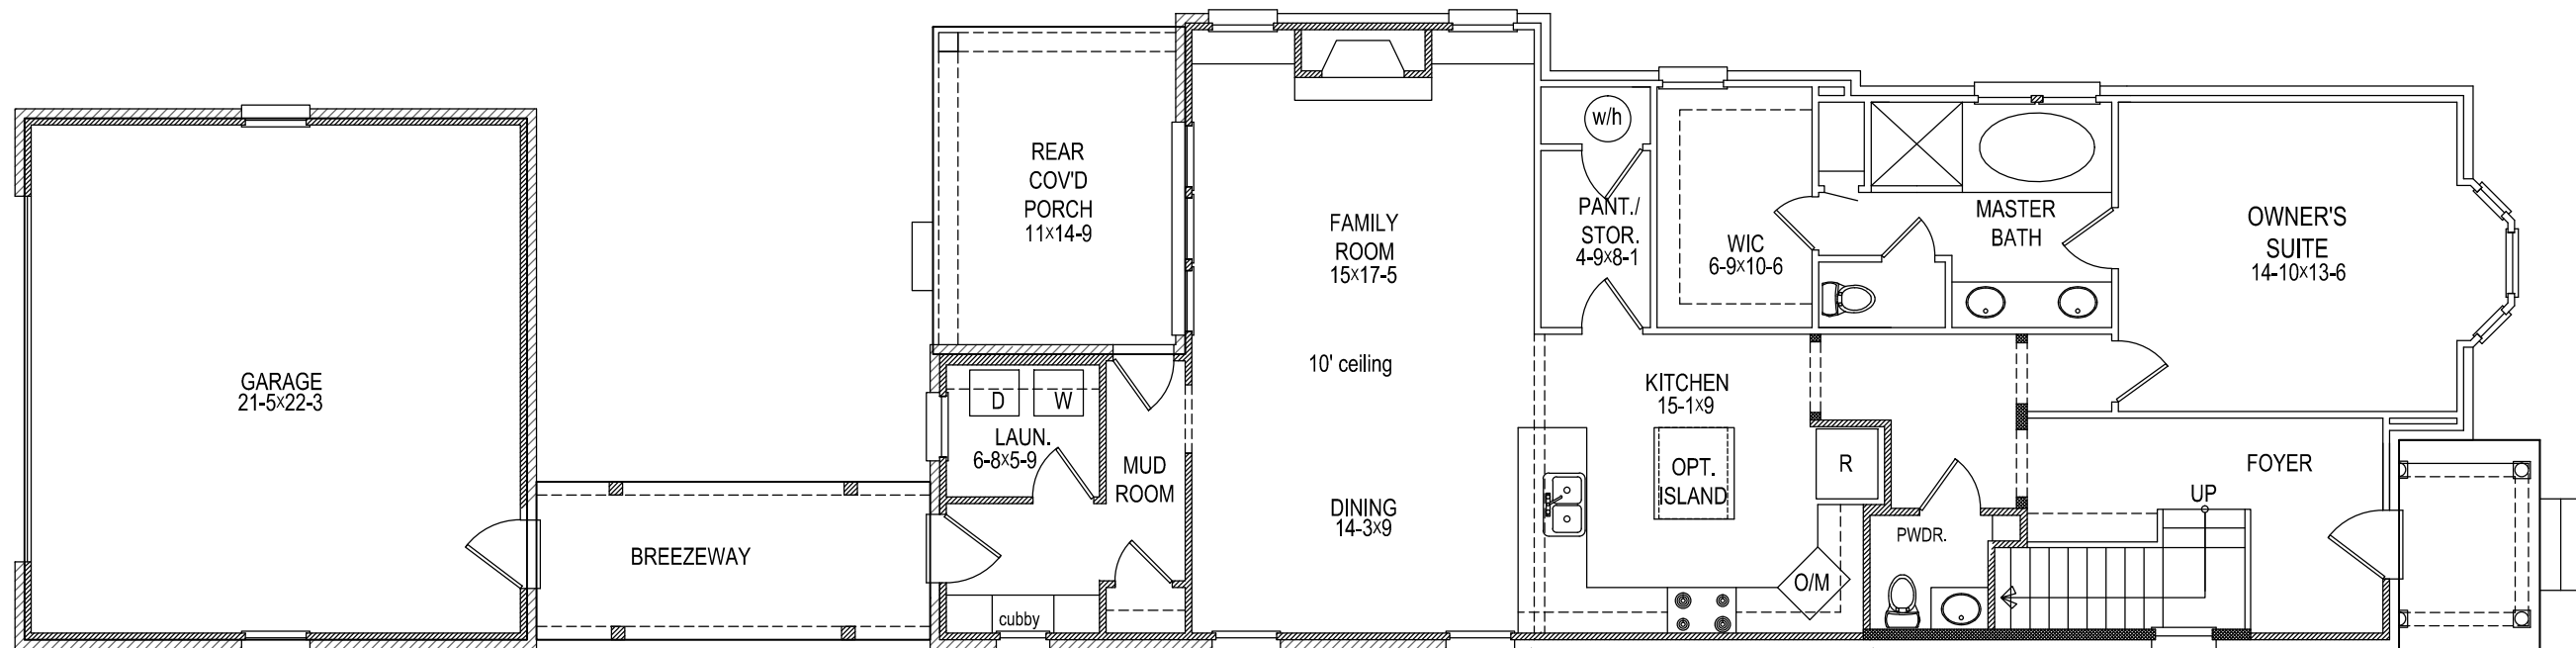 GARAGE
21-5x22-3
BREEZEWAY
REAR
COV'D
PORCH
11x14-9
D
W
LAUN.
6-8x5-9
MUD
ROOM
cubby
FAMILY
ROOM
15x17-5
10' ceiling
DINING
14-3x9
w/h
PANT./
STOR.
4-9x8-1
WIC
6-9x10-6
MASTER
BATH
OWNER'S
SUITE
14-10x13-6
KITCHEN
15-1x9
OPT.
ISLAND
R
O/M
PWDR.
UP
FOYER